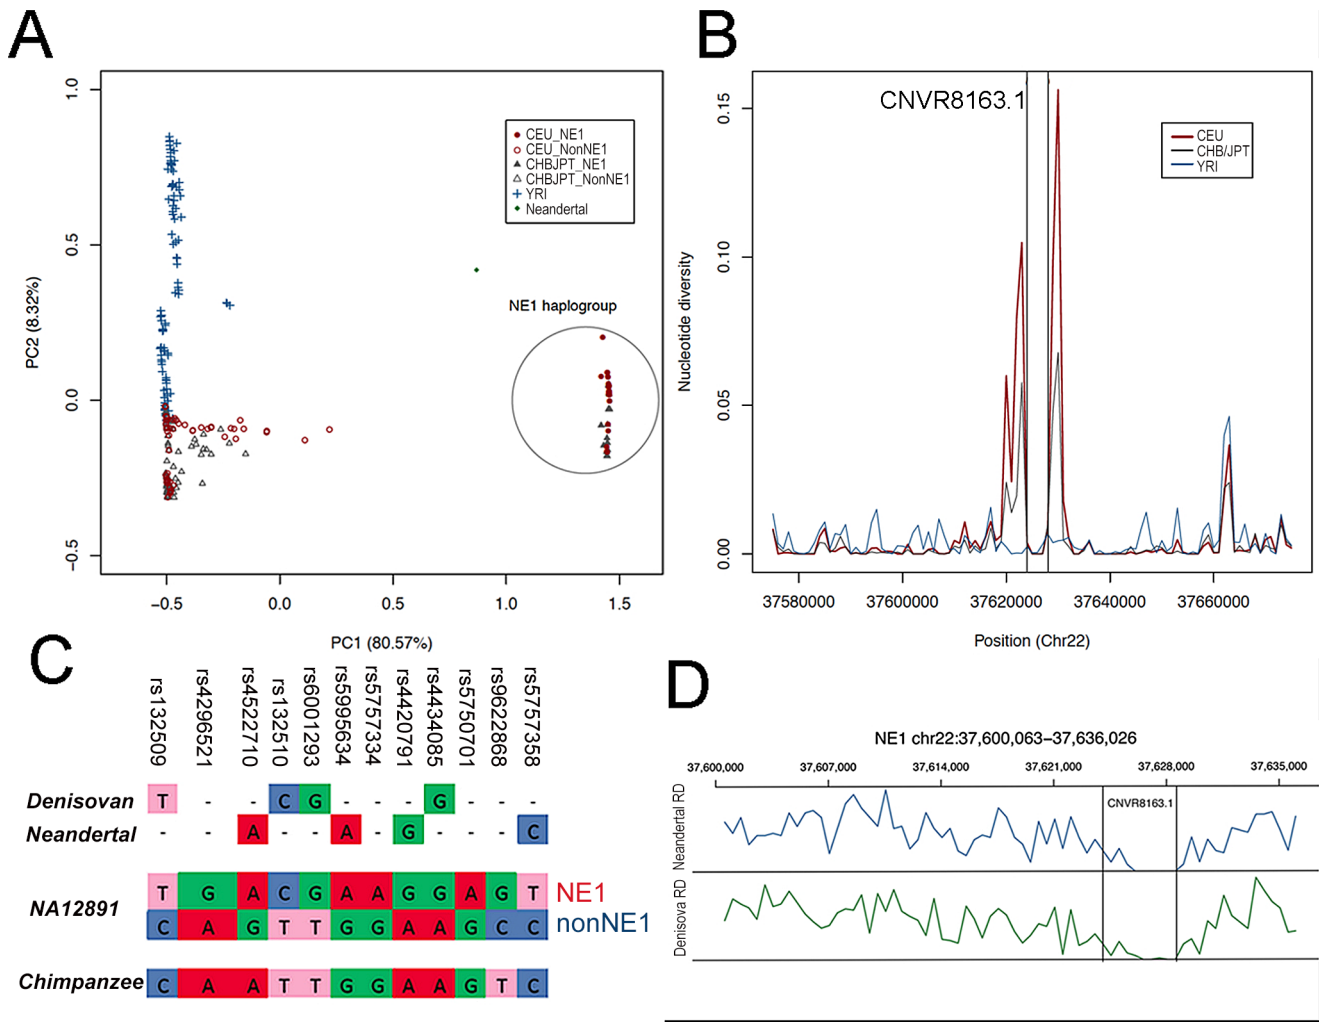 A
1.0
0.5
0.0
−0.5
PC2 (8.32%)
CEU_NE1
CEU_NonNE1
CHBJPT_NE1
CHBJPT_NonNE1
YRI
Neandertal
NE1 haplogroup
−0.5 0.0 0.5 1.0 1.5
PC1 (80.57%)
B
CNVR8163.1
0.15
0.10
0.05
0.00
Nucleotide diversity
CEU
CHB/JPT
YRI
37580000 37600000 37620000 37640000 37660000
Position (Chr22)
C
rs132509
rs4296521
rs4522710
rs132510
rs6001293
rs5995634
rs5757334
rs4420791
rs4434085
rs5750701
rs9622868
rs5757358
Denisovan T - - C G - - - G - - -
Neandertal - - A - - A - G - - - C
NA12891
T G A C G A A G G A G T NE1
C A G T T G G A A G C C nonNE1
Chimpanzee C A A T T G G A A G T C
D
NE1 chr22:37,600,063–37,636,026
37,600,000 37,607,000 37,614,000 37,621,000 37,628,000 37,635,000
CNVR8163.1
Neandertal RD
Denisova RD